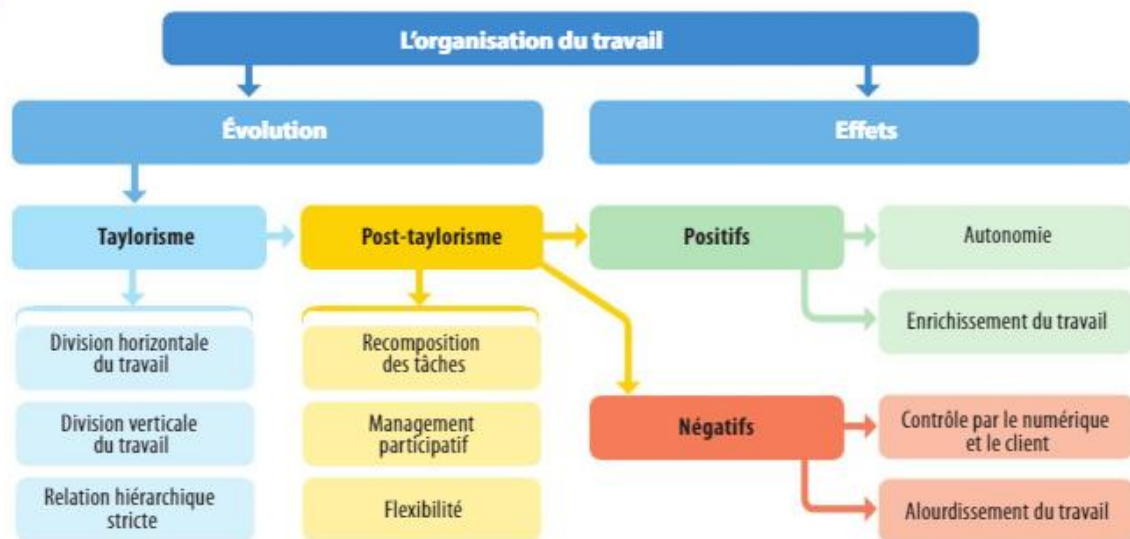 L'organisation du travail
Évolution
Effets
Taylorisme
Post-taylorisme
Positifs
Autonomie
Enrichissement du travail
Division horizontale
du travail
Recomposition
des tâches
Division verticale
du travail
Management
participatif
Négatifs
Contrôle par le numérique
et le client
Relation hiérarchique
stricte
Flexibilité
Alourdissement du travail